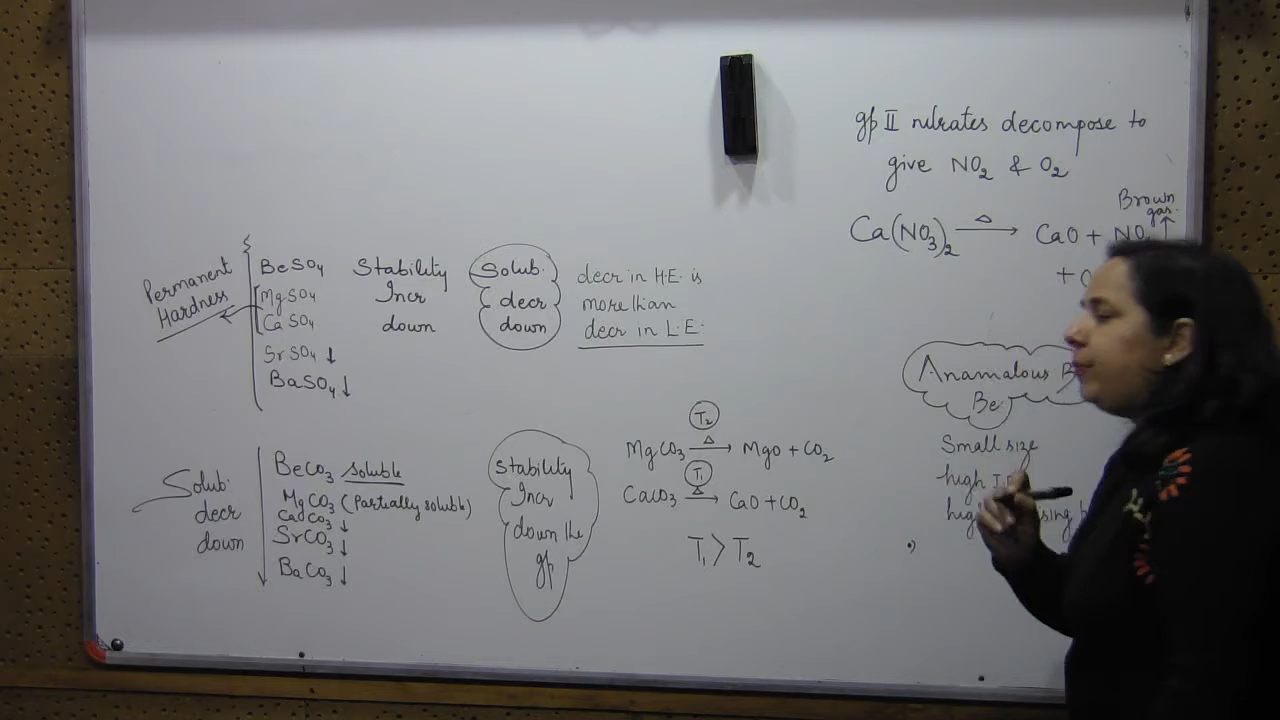 gp II nitrates decompose to
give NO2 & O2
Brown
gas ↑
Ca(NO3)2 —Δ→ CaO + NO2
+ O
Permanent
Hardness
BeSO4
MgSO4
CaSO4
SrSO4 ↓
BaSO4 ↓
Stability
Incr
down
Solub.
decr
down
decr in H.E. is
more than
decr in L.E.
Anamalous B
Be
Small size
high I.
Solub.
decr
down
BeCO3 soluble
MgCO3 (Partially soluble)
CaCO3 ↓
SrCO3 ↓
BaCO3 ↓
Stability
Incr
down the
gp
T2
MgCO3 —Δ→ MgO + CO2
T1
CaCO3 —Δ→ CaO + CO2
T1 > T2